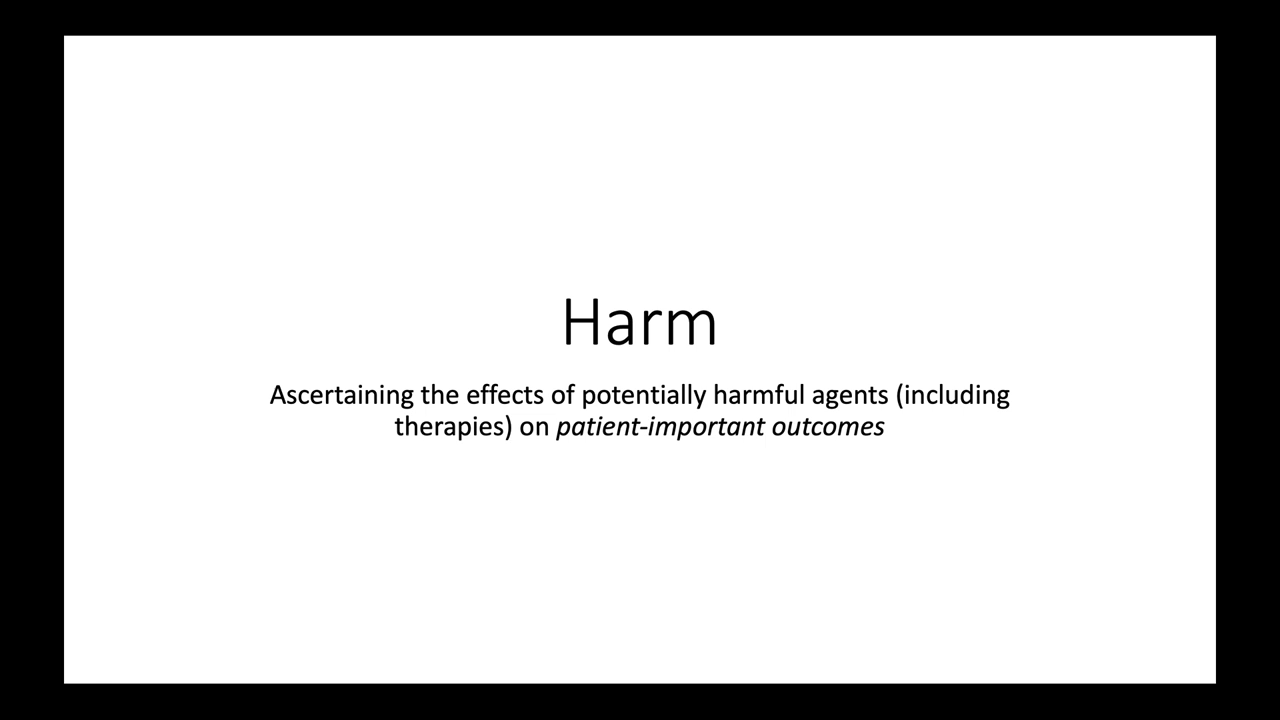 Harm
Ascertaining the effects of potentially harmful agents (including
therapies) on patient-important outcomes